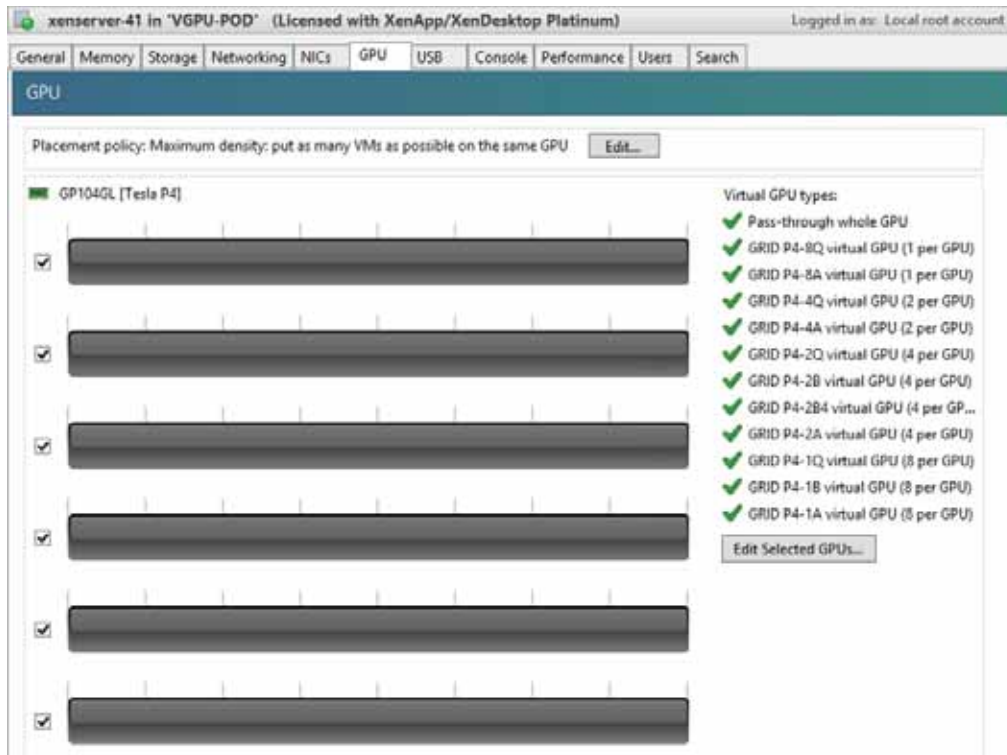 xenserver-41 in 'VGPU-POD' (Licensed with XenApp/XenDesktop Platinum) Logged in as: Local root account
General Memory Storage Networking NICs GPU USB Console Performance Users Search
GPU
Placement policy: Maximum density: put as many VMs as possible on the same GPU Edit...
GP104GL [Tesla P4]
Virtual GPU types:
Pass-through whole GPU
GRID P4-8Q virtual GPU (1 per GPU)
GRID P4-8A virtual GPU (1 per GPU)
GRID P4-4Q virtual GPU (2 per GPU)
GRID P4-4A virtual GPU (2 per GPU)
GRID P4-2Q virtual GPU (4 per GPU)
GRID P4-2B virtual GPU (4 per GPU)
GRID P4-2B4 virtual GPU (4 per GP...
GRID P4-2A virtual GPU (4 per GPU)
GRID P4-1Q virtual GPU (8 per GPU)
GRID P4-1B virtual GPU (8 per GPU)
GRID P4-1A virtual GPU (8 per GPU)
Edit Selected GPUs...